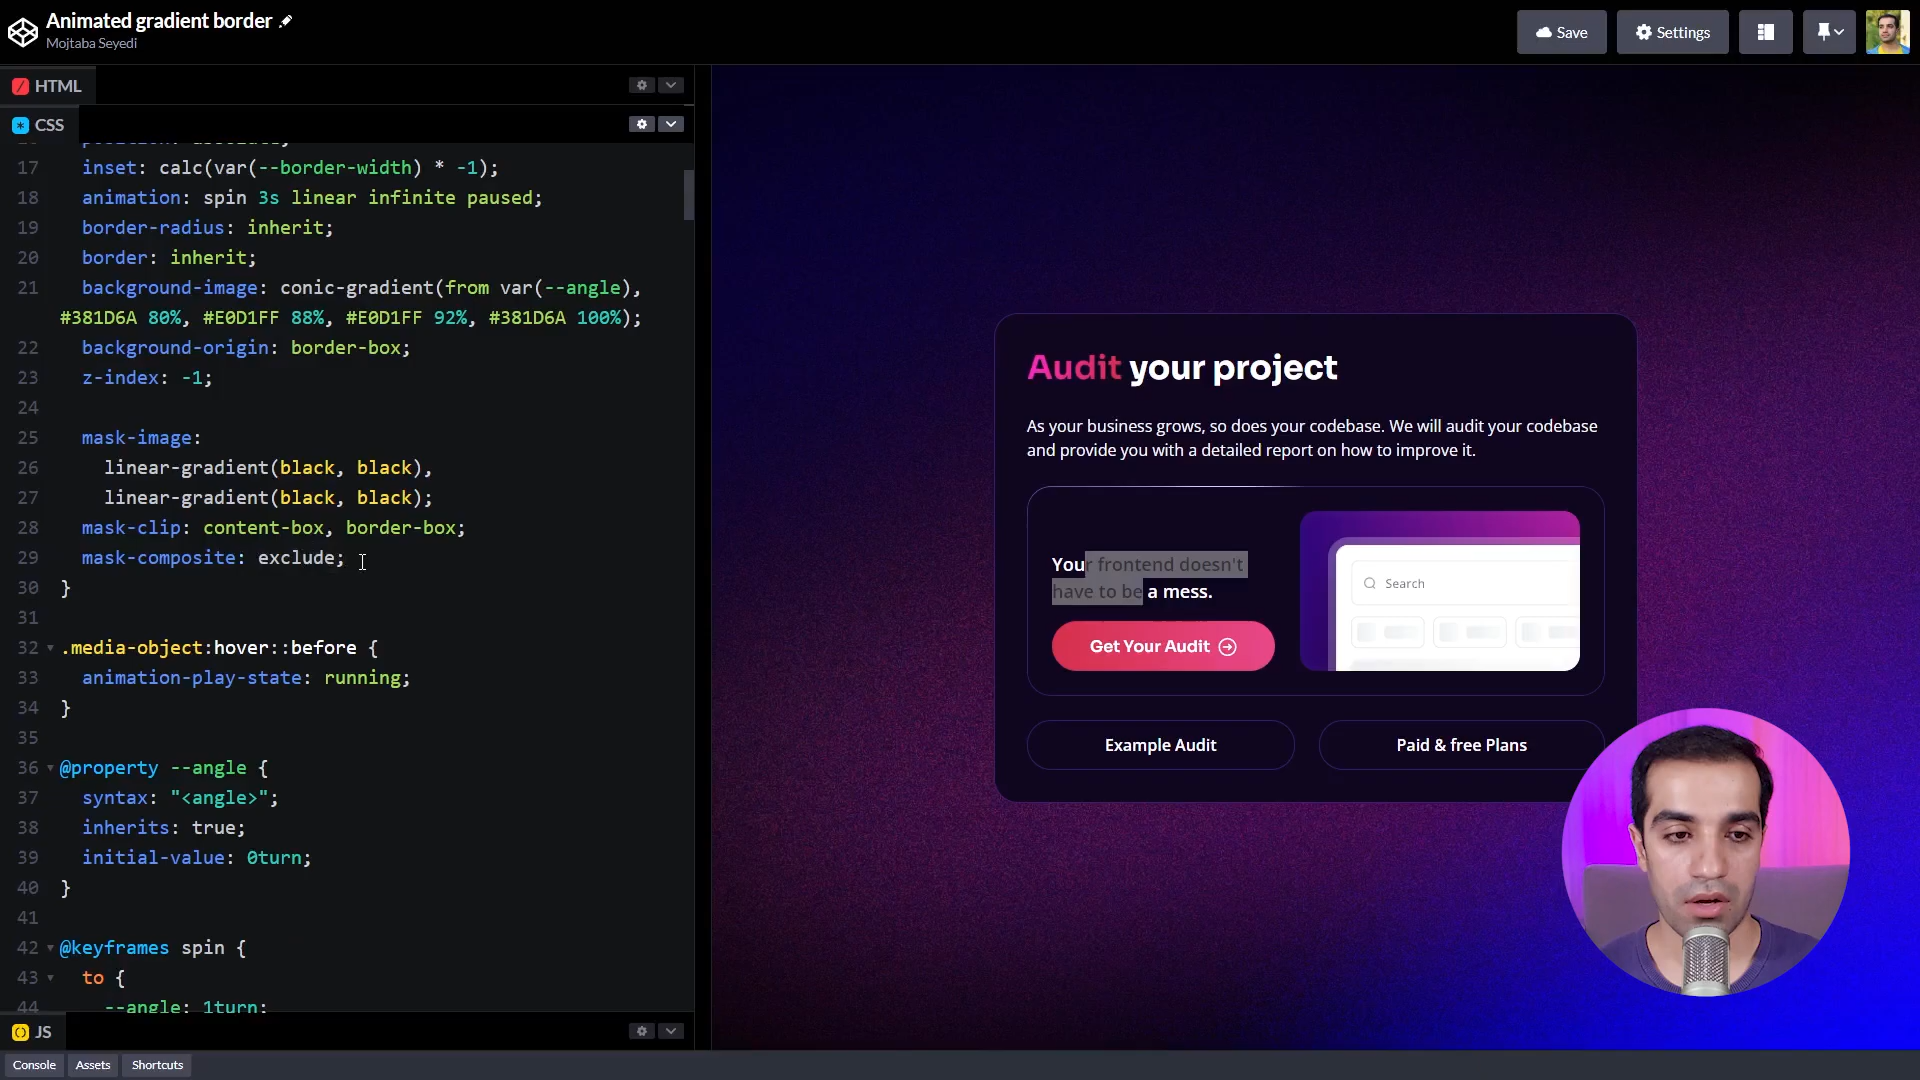 Animated gradient border
Mojtaba Seyedi
Save
Settings
HTML
CSS
17 inset: calc(var(--border-width) * -1);
18 animation: spin 3s linear infinite paused;
19 border-radius: inherit;
20 border: inherit;
21 background-image: conic-gradient(from var(--angle),
#381D6A 80%, #E0D1FF 88%, #E0D1FF 92%, #381D6A 100%);
22 background-origin: border-box;
23 z-index: -1;
24
25 mask-image:
26 linear-gradient(black, black),
27 linear-gradient(black, black);
28 mask-clip: content-box, border-box;
29 mask-composite: exclude;
30 }
31
32 .media-object:hover::before {
33 animation-play-state: running;
34 }
35
36 @property --angle {
37 syntax: "<angle>";
38 inherits: true;
39 initial-value: 0turn;
40 }
41
42 @keyframes spin {
43 to {
44 --angle: 1turn;
JS
Console Assets Shortcuts
Audit your project
As your business grows, so does your codebase. We will audit your codebase
and provide you with a detailed report on how to improve it.
Your frontend doesn't
have to be a mess.
Get Your Audit
Search
Example Audit
Paid & free Plans